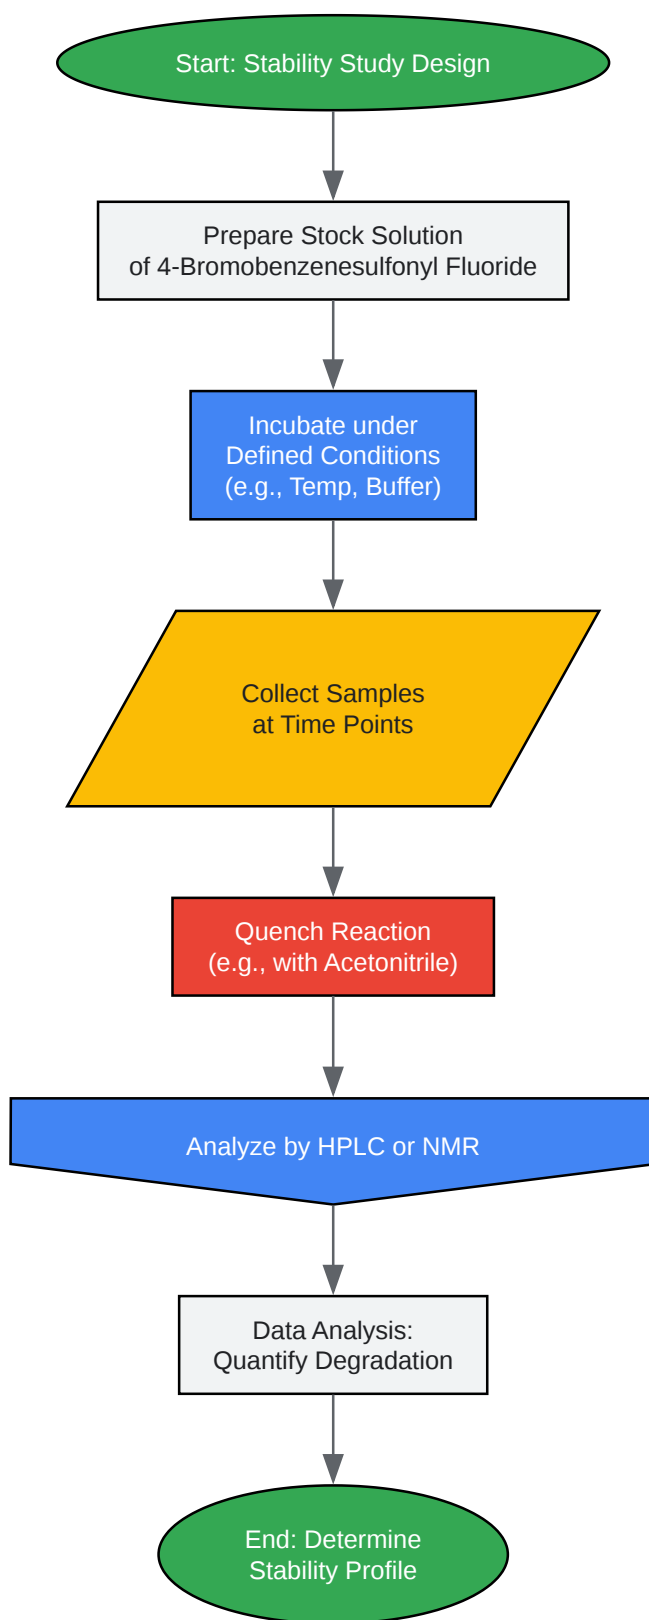 Start: Stability Study Design
Prepare Stock Solution
of 4-Bromobenzenesulfonyl Fluoride
Incubate under
Defined Conditions
(e.g., Temp, Buffer)
Collect Samples
at Time Points
Quench Reaction
(e.g., with Acetonitrile)
Analyze by HPLC or NMR
Data Analysis:
Quantify Degradation
End: Determine
Stability Profile